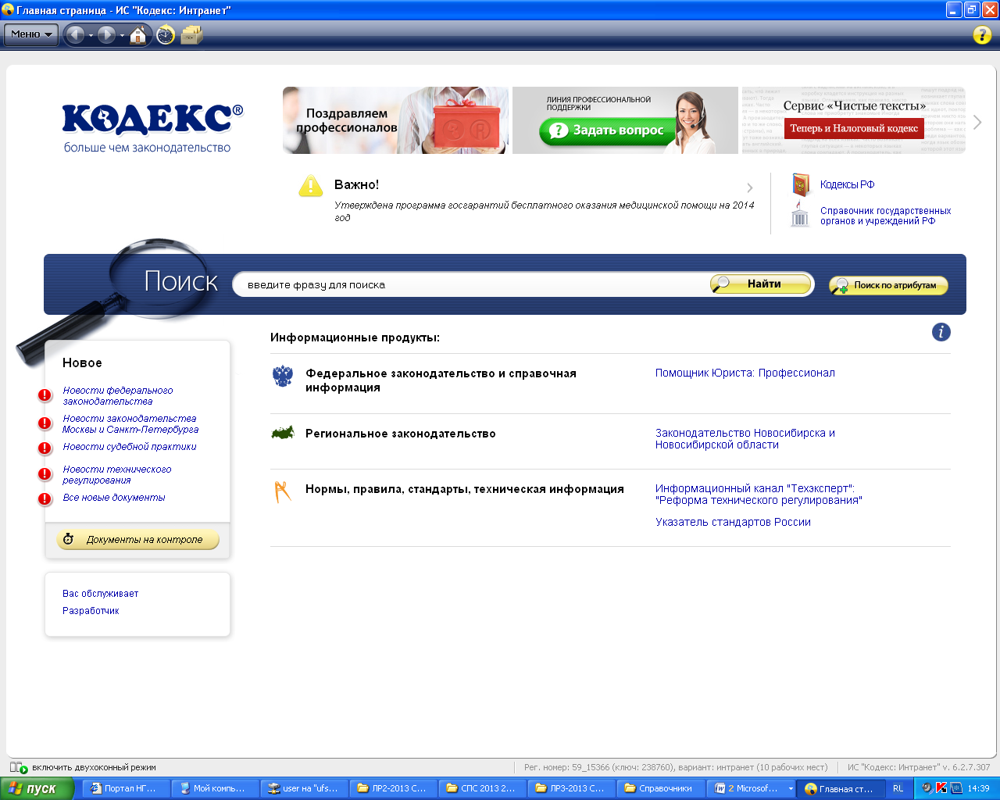 Главная страница - ИС "Кодекс: Интранет"
Меню
КОДЕКС®
больше чем законодательство
Поздравляем
профессионалов
ЛИНИЯ ПРОФЕССИОНАЛЬНОЙ
ПОДДЕРЖКИ
Задать вопрос
Сервис «Чистые тексты»
Теперь и Налоговый кодекс
Важно!
Утверждена программа госгарантий бесплатного оказания медицинской помощи на 2014
год
Кодексы РФ
Справочник государственных
органов и учреждений РФ
Поиск
введите фразу для поиска
Найти
Поиск по атрибутам
Новое
Новости федерального
законодательства
Новости законодательства
Москвы и Санкт-Петербурга
Новости судебной практики
Новости технического
регулирования
Все новые документы
Документы на контроле
Вас обслуживает
Разработчик
Информационные продукты:
Федеральное законодательство и справочная
информация
Помощник Юриста: Профессионал
Региональное законодательство
Законодательство Новосибирска и
Новосибирской области
Нормы, правила, стандарты, техническая информация
Информационный канал "Техэксперт":
"Реформа технического регулирования"
Указатель стандартов России
включить двухоконный режим
Рег. номер: 59_15366 (ключ: 238760), вариант: интранет (10 рабочих мест)
ИС "Кодекс: Интранет" v. 6.2.7.307
пуск
Портал НГ...
Мой компь...
user на "ufs...
ЛР2-2013 С...
СПС 2013 2...
ЛР3-2013 С...
Справочники
2 Microsof...
Главная ст...
RL
14:39